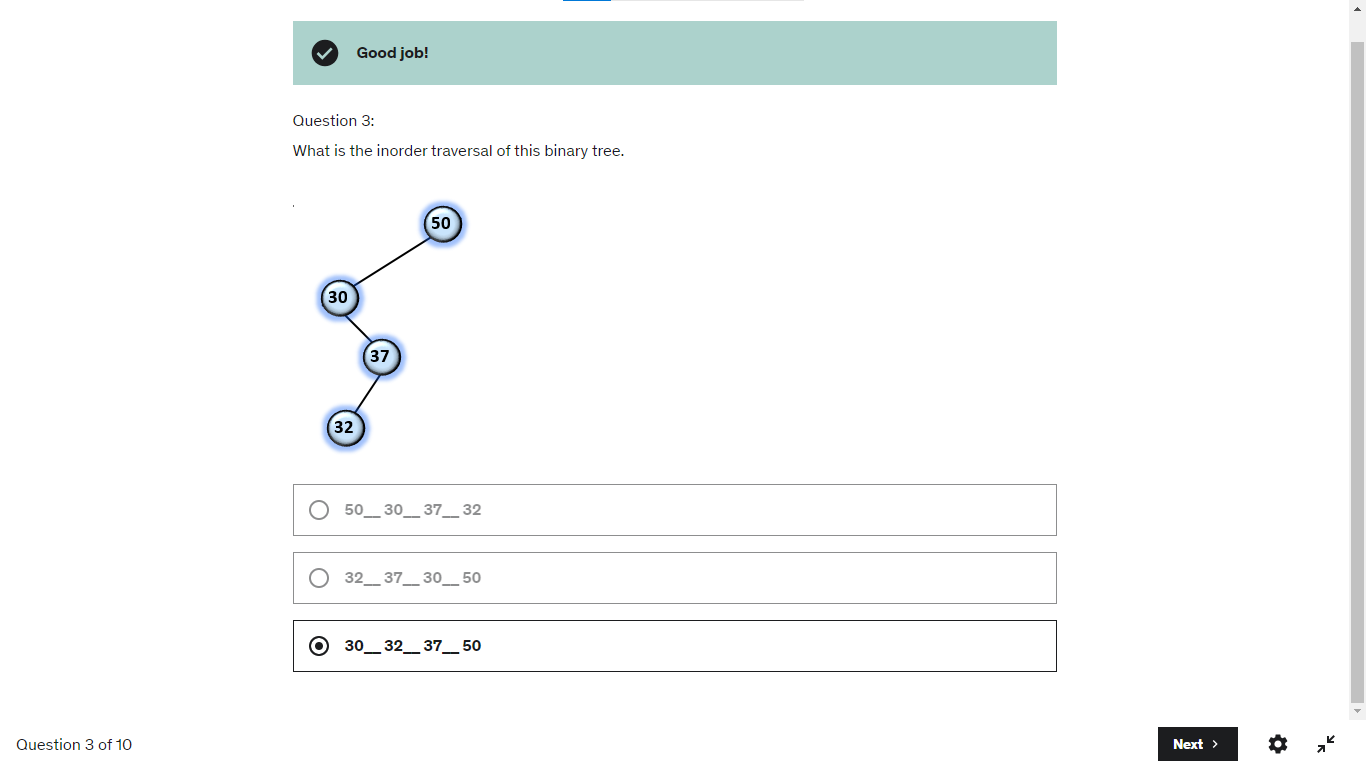 Good job!
Question 3:
What is the inorder traversal of this binary tree.
50
30
37
32
50__ 30__ 37__ 32
32__ 37__ 30__ 50
30__ 32__ 37__ 50
Question 3 of 10
Next